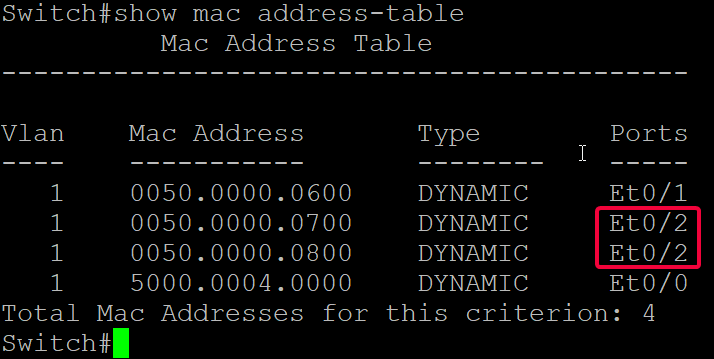 Switch#show mac address-table
Mac Address Table
-------------------------------------------
Vlan Mac Address Type Ports
---- ----------- -------- -----
1 0050.0000.0600 DYNAMIC Et0/1
1 0050.0000.0700 DYNAMIC Et0/2
1 0050.0000.0800 DYNAMIC Et0/2
1 5000.0004.0000 DYNAMIC Et0/0
Total Mac Addresses for this criterion: 4
Switch#